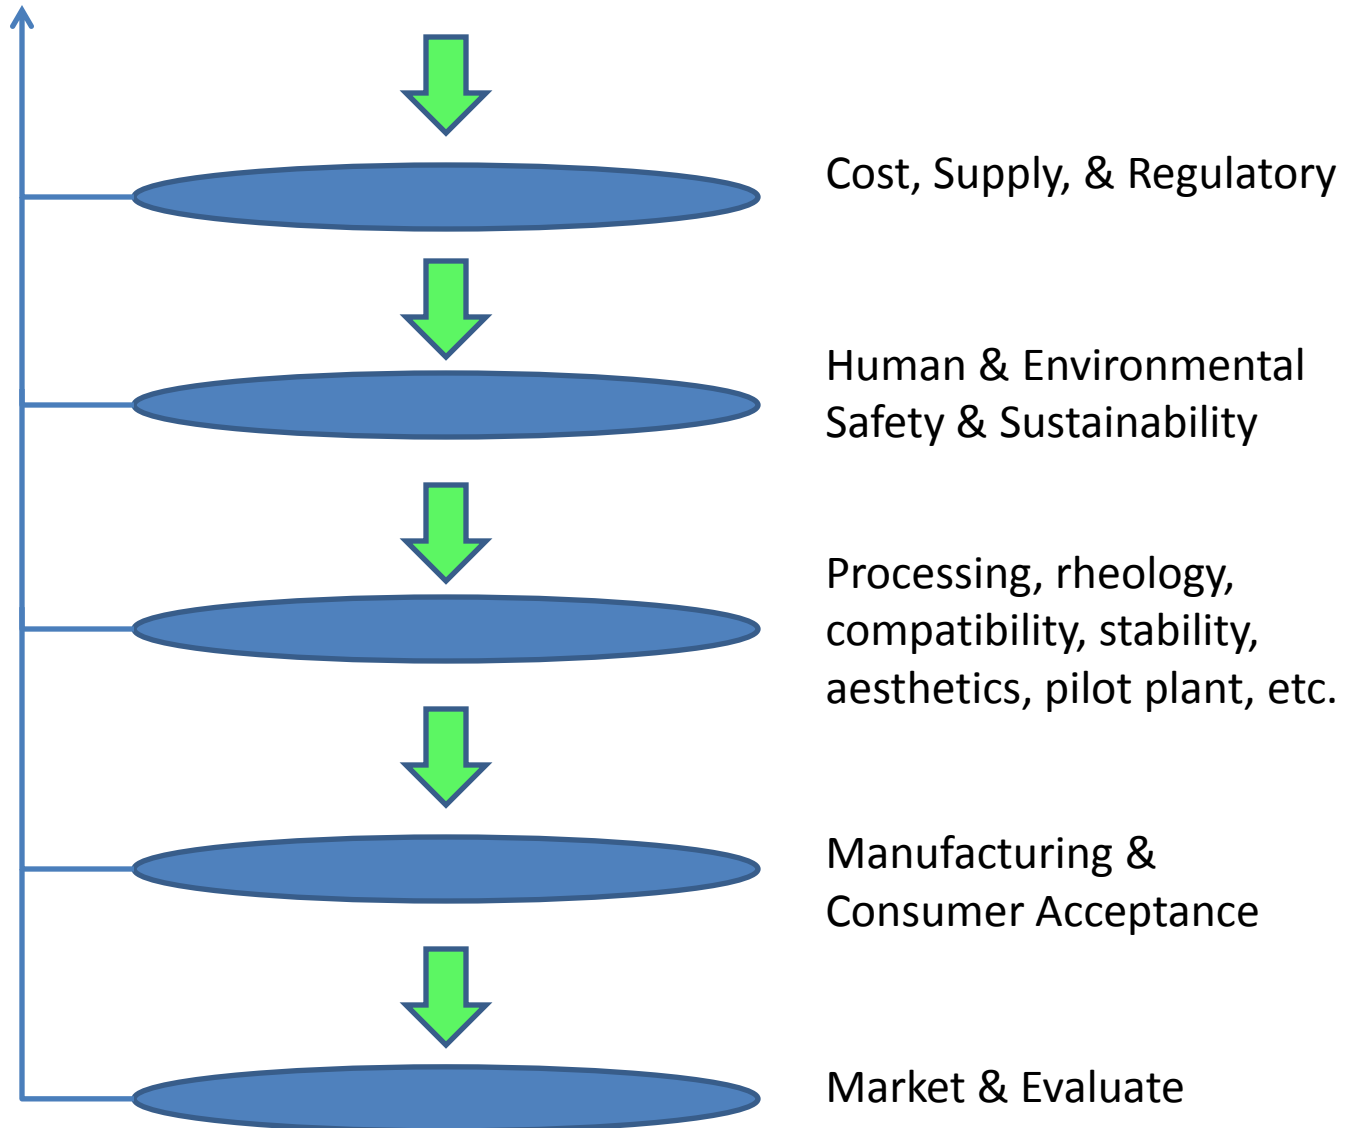 Cost, Supply, & Regulatory
Human & Environmental
Safety & Sustainability
Processing, rheology,
compatibility, stability,
aesthetics, pilot plant, etc.
Manufacturing &
Consumer Acceptance
Market & Evaluate